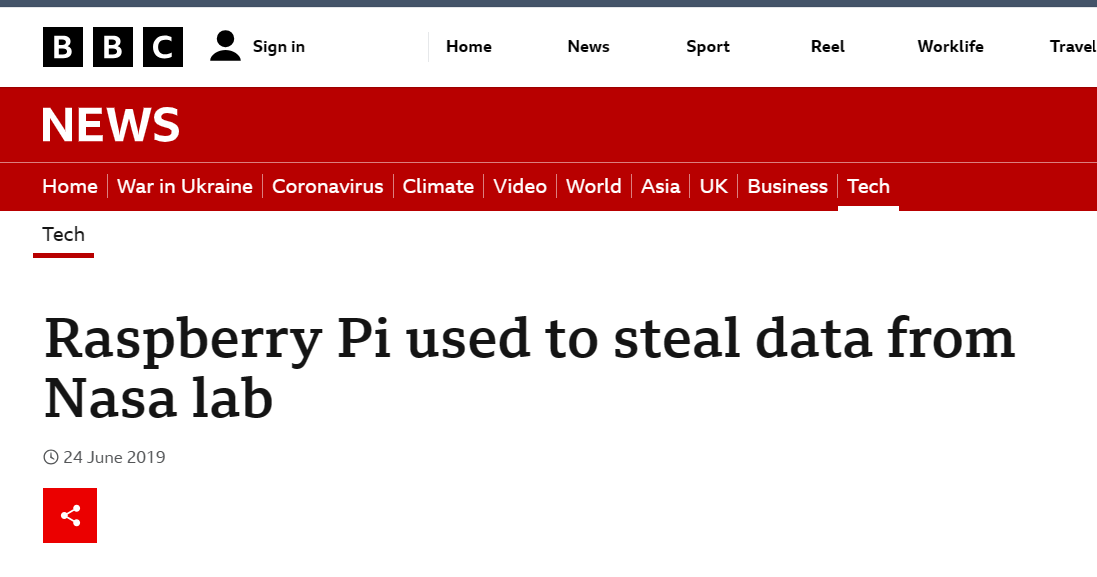 BBC Sign in Home News Sport Reel Worklife Travel
NEWS
Home War in Ukraine Coronavirus Climate Video World Asia UK Business Tech
Tech
Raspberry Pi used to steal data from
Nasa lab
24 June 2019